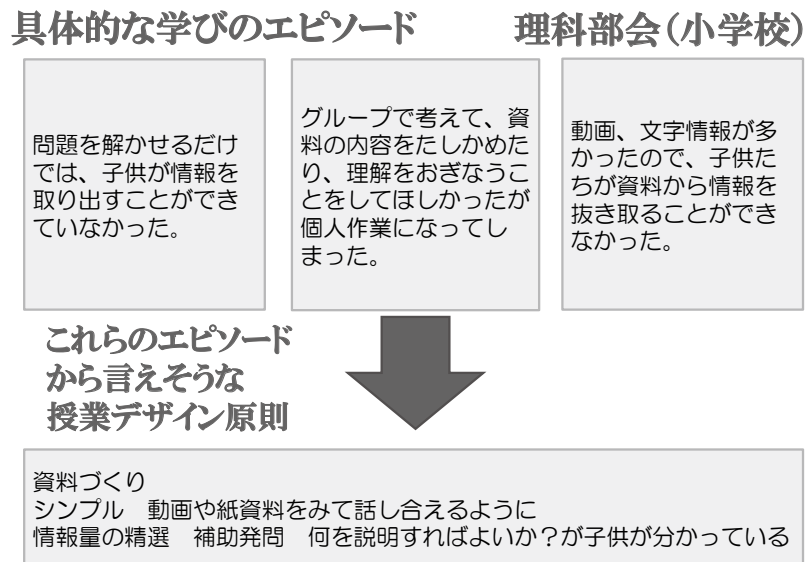 具体的な学びのエピソード
理科部会(小学校)
問題を解かせるだけ
では、子供が情報を
取り出すことができ
ていなかった。
グループで考えて、資
料の内容をたしかめた
り、理解をおぎなうこ
とをしてほしかったが
個人作業になってし
まった。
動画、文字情報が多
かったので、子供た
ちが資料から情報を
抜き取ることができ
なかった。
これらのエピソード
から言えそうな
授業デザイン原則
資料づくり
シンプル　動画や紙資料をみて話し合えるように
情報量の精選　補助発問　何を説明すればよいか？が子供が分かっている